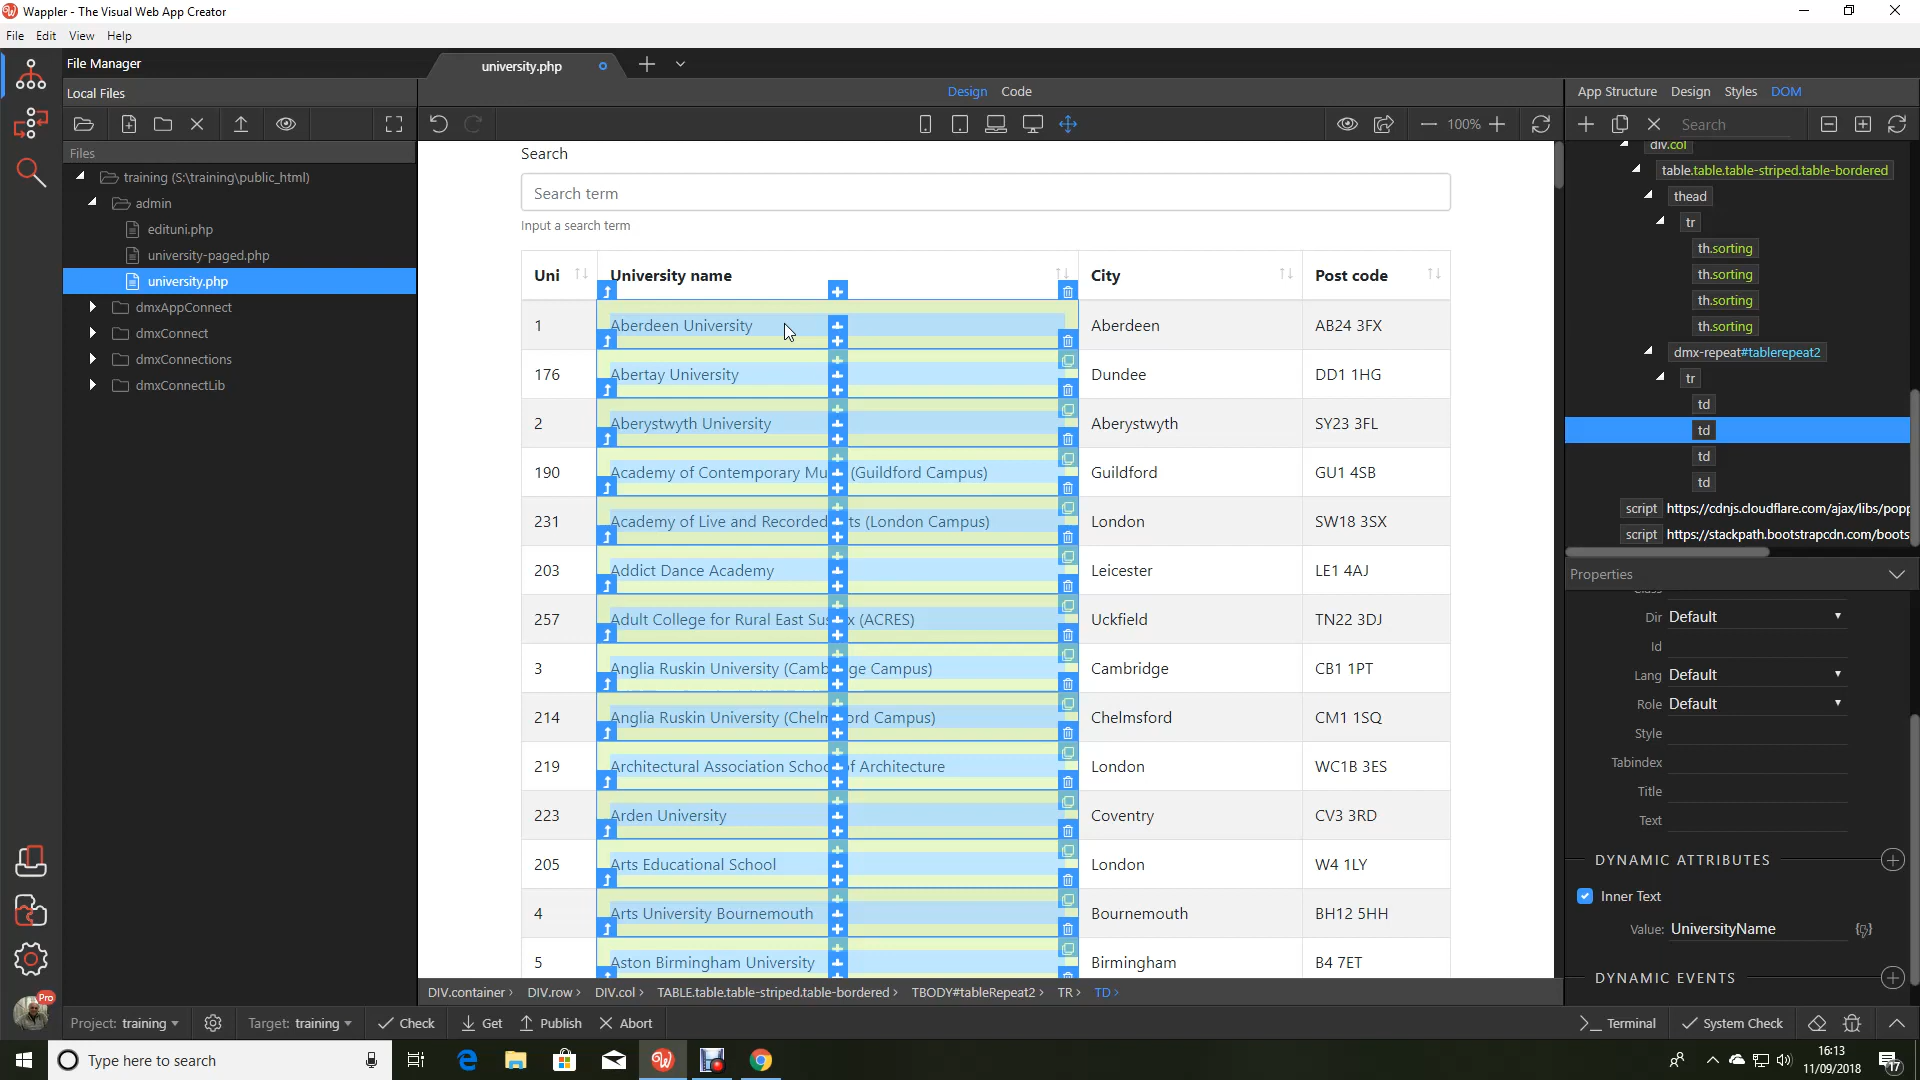 Wappler - The Visual Web App Creator
File Edit View Help
File Manager
university.php
Local Files
Design Code
App Structure Design Styles DOM
100%
Search
Files
training (S:\training\public_html)
admin
edituni.php
university-paged.php
university.php
dmxAppConnect
dmxConnect
dmxConnections
dmxConnectLib
Search
Search term
Input a search term
Uni University name City Post code
1 Aberdeen University Aberdeen AB24 3FX
176 Abertay University Dundee DD1 1HG
2 Aberystwyth University Aberystwyth SY23 3FL
190 Academy of Contemporary Mu (Guildford Campus) Guildford GU1 4SB
231 Academy of Live and Recorded ts (London Campus) London SW18 3SX
203 Addict Dance Academy Leicester LE1 4AJ
257 Adult College for Rural East Sus x (ACRES) Uckfield TN22 3DJ
3 Anglia Ruskin University (Camb ge Campus) Cambridge CB1 1PT
214 Anglia Ruskin University (Chelm ord Campus) Chelmsford CM1 1SQ
219 Architectural Association Schoo of Architecture London WC1B 3ES
223 Arden University Coventry CV3 3RD
205 Arts Educational School London W4 1LY
4 Arts University Bournemouth Bournemouth BH12 5HH
5 Aston Birmingham University Birmingham B4 7ET
div.col
table.table.table-striped.table-bordered
thead
tr
th.sorting
th.sorting
th.sorting
th.sorting
dmx-repeat#tablerepeat2
tr
td
td
td
td
script https://cdnjs.cloudflare.com/ajax/libs/popp
script https://stackpath.bootstrapcdn.com/boots
Properties
Dir Default
Id
Lang Default
Role Default
Style
Tabindex
Title
Text
DYNAMIC ATTRIBUTES
Inner Text
Value: UniversityName
DYNAMIC EVENTS
DIV.container DIV.row DIV.col TABLE.table.table-striped.table-bordered TBODY#tableRepeat2 TR TD
Pro
Project: training Target: training Check Get Publish Abort Terminal System Check
Type here to search
16:13
11/09/2018
17